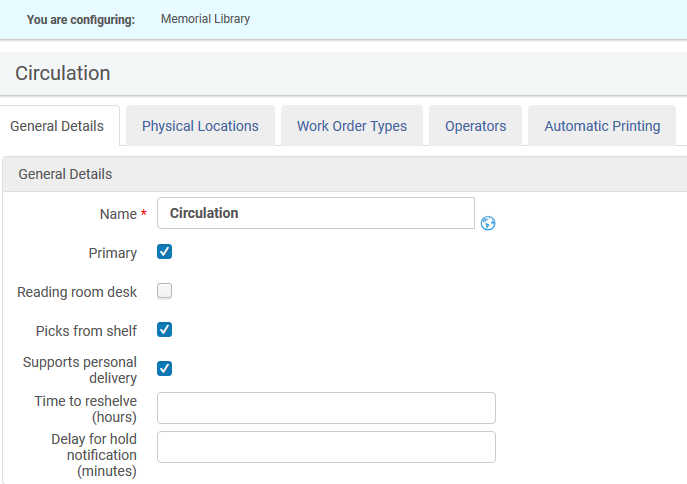 You are configuring: Memorial Library
Circulation
General Details Physical Locations Work Order Types Operators Automatic Printing
General Details
Name * Circulation
Primary
Reading room desk
Picks from shelf
Supports personal
delivery
Time to reshelve
(hours)
Delay for hold
notification
(minutes)